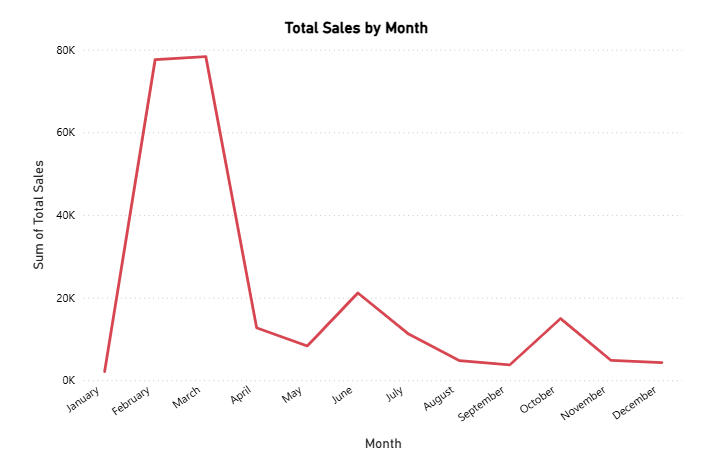 Total Sales by Month
80K
60K
40K
20K
0K
Sum of Total Sales
January
February
March
April
May
June
July
August
September
October
November
December
Month